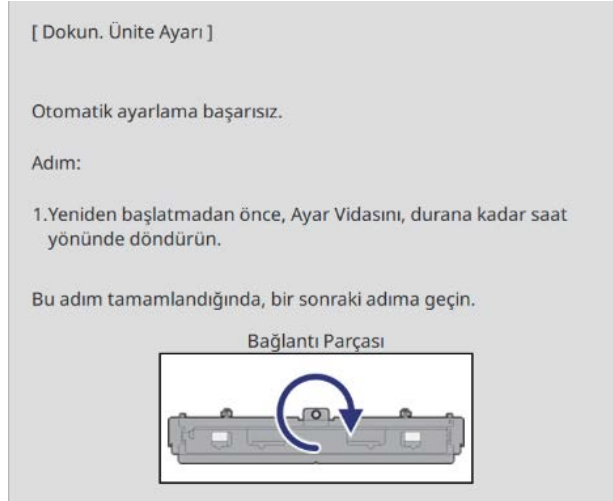 [ Dokun. Ünite Ayarı ]
Otomatik ayarlama başarısız.
Adım:
1.Yeniden başlatmadan önce, Ayar Vidasını, durana kadar saat
yönünde döndürün.
Bu adım tamamlandığında, bir sonraki adıma geçin.
Bağlantı Parçası